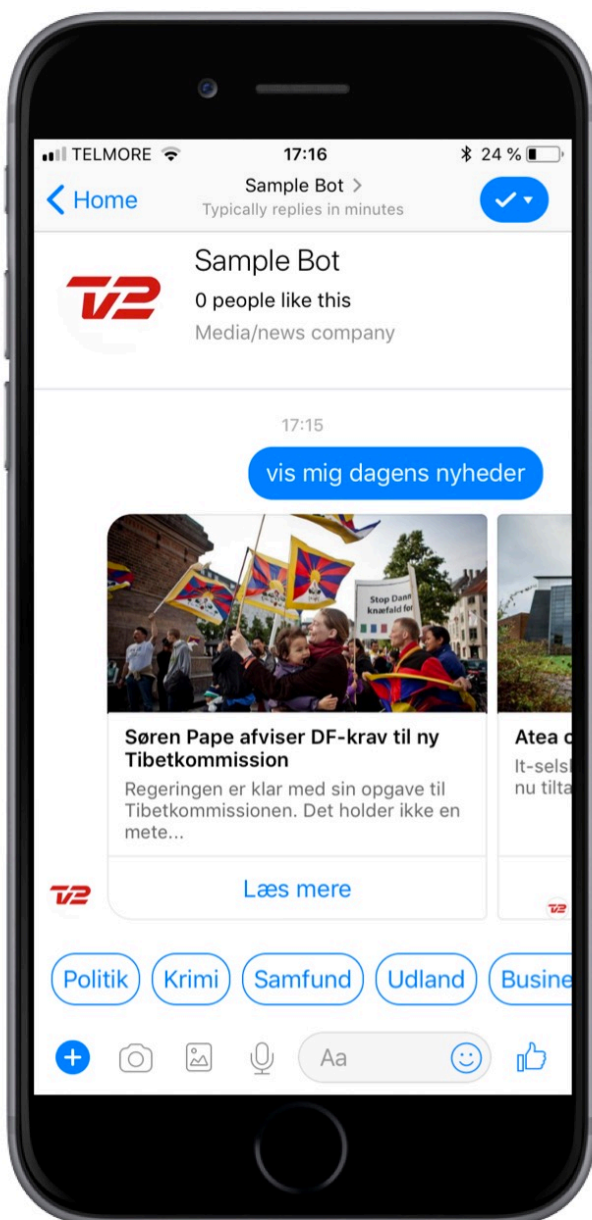 TELMORE 17:16 24 %
Home
Sample Bot >
Typically replies in minutes
TV2
Sample Bot
0 people like this
Media/news company
17:15
vis mig dagens nyheder
Stop Dann
knæfald for
Søren Pape afviser DF-krav til ny
Tibetkommission
Regeringen er klar med sin opgave til
Tibetkommissionen. Det holder ikke en
mete...
Læs mere
Atea
It-sels
nu tilta
TV2
TV2
Politik
Krimi
Samfund
Udland
Busine
Aa